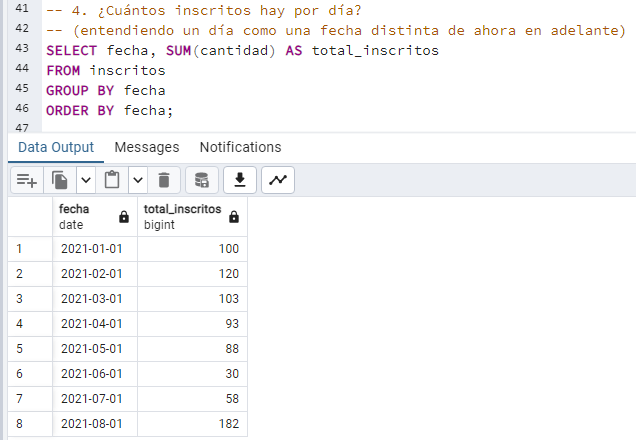 41 -- 4. ¿Cuántos inscritos hay por día?
42 -- (entendiendo un día como una fecha distinta de ahora en adelante)
43 SELECT fecha, SUM(cantidad) AS total_inscritos
44 FROM inscritos
45 GROUP BY fecha
46 ORDER BY fecha;
47
Data Output Messages Notifications
fecha total_inscritos
date bigint
1 2021-01-01 100
2 2021-02-01 120
3 2021-03-01 103
4 2021-04-01 93
5 2021-05-01 88
6 2021-06-01 30
7 2021-07-01 58
8 2021-08-01 182